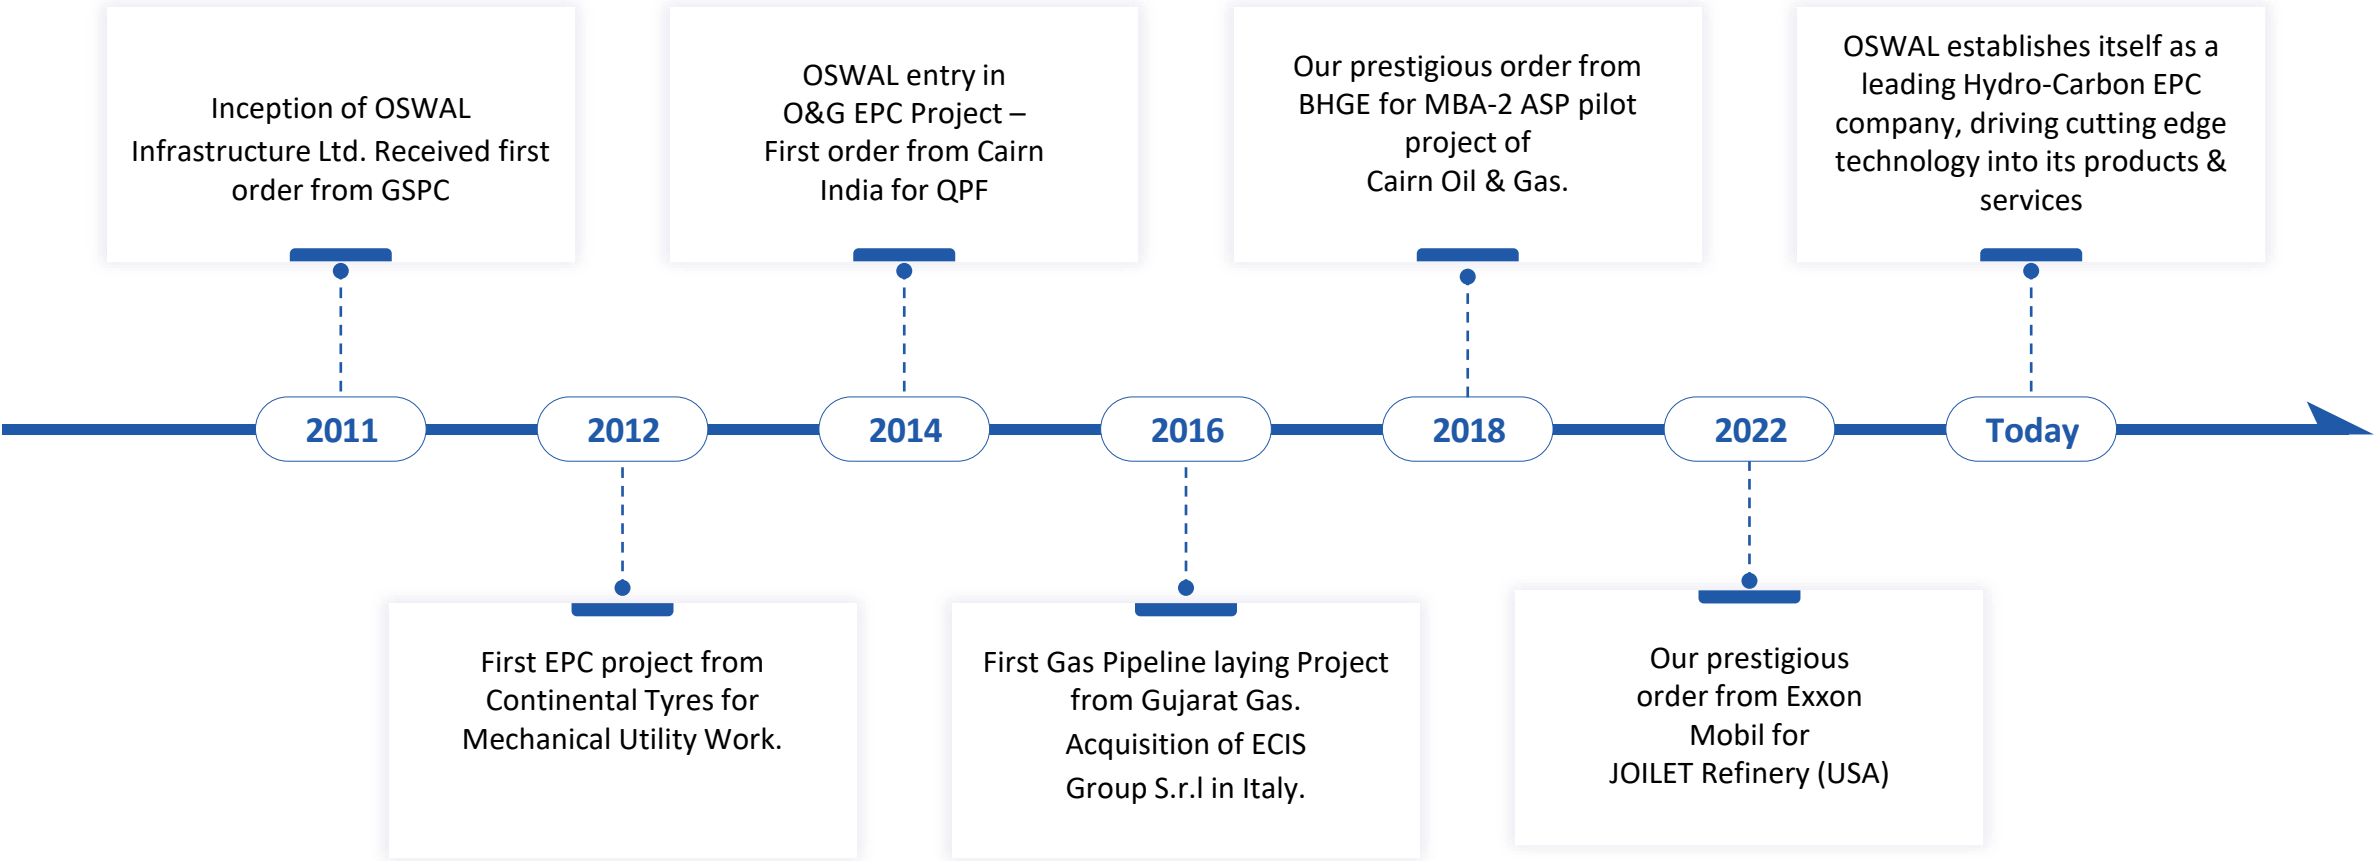 Inception of OSWAL
Infrastructure Ltd. Received first
order from GSPC
OSWAL entry in
O&G EPC Project –
First order from Cairn
India for QPF
Our prestigious order from
BHGE for MBA-2 ASP pilot
project of
Cairn Oil & Gas.
OSWAL establishes itself as a
leading Hydro-Carbon EPC
company, driving cutting edge
technology into its products &
services
2011
2012
2014
2016
2018
2022
Today
First EPC project from
Continental Tyres for
Mechanical Utility Work.
First Gas Pipeline laying Project
from Gujarat Gas.
Acquisition of ECIS
Group S.r.l in Italy.
Our prestigious
order from Exxon
Mobil for
JOILET Refinery (USA)